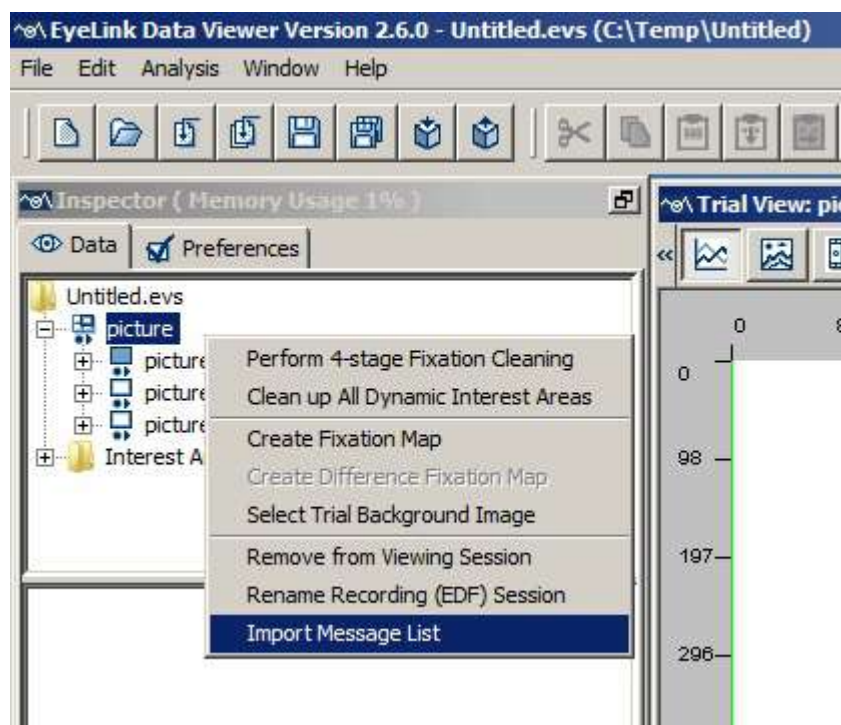 EyeLink Data Viewer Version 2.6.0 - Untitled.evs (C:\Temp\Untitled)
File Edit Analysis Window Help
Inspector ( Memory Usage 1% )
Data Preferences
Untitled.evs
picture
picture
picture
picture
Interest A
Perform 4-stage Fixation Cleaning
Clean up All Dynamic Interest Areas
Create Fixation Map
Create Difference Fixation Map
Select Trial Background Image
Remove from Viewing Session
Rename Recording (EDF) Session
Import Message List
Trial View: pi
0
0
98
197
296